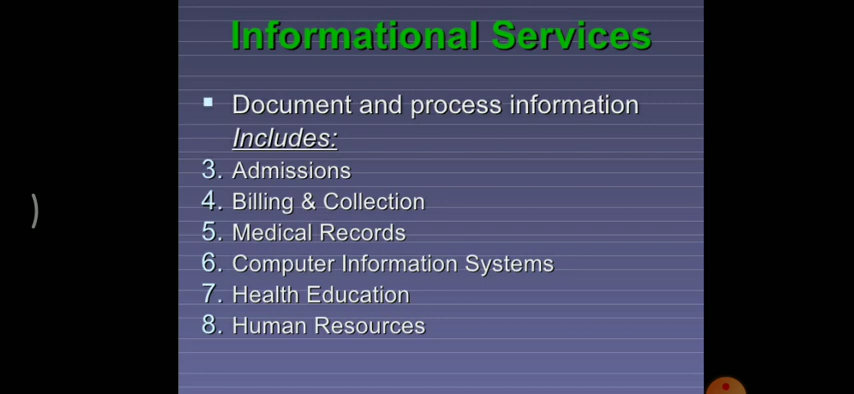 Informational Services
▪ Document and process information
Includes:
3. Admissions
4. Billing & Collection
5. Medical Records
6. Computer Information Systems
7. Health Education
8. Human Resources